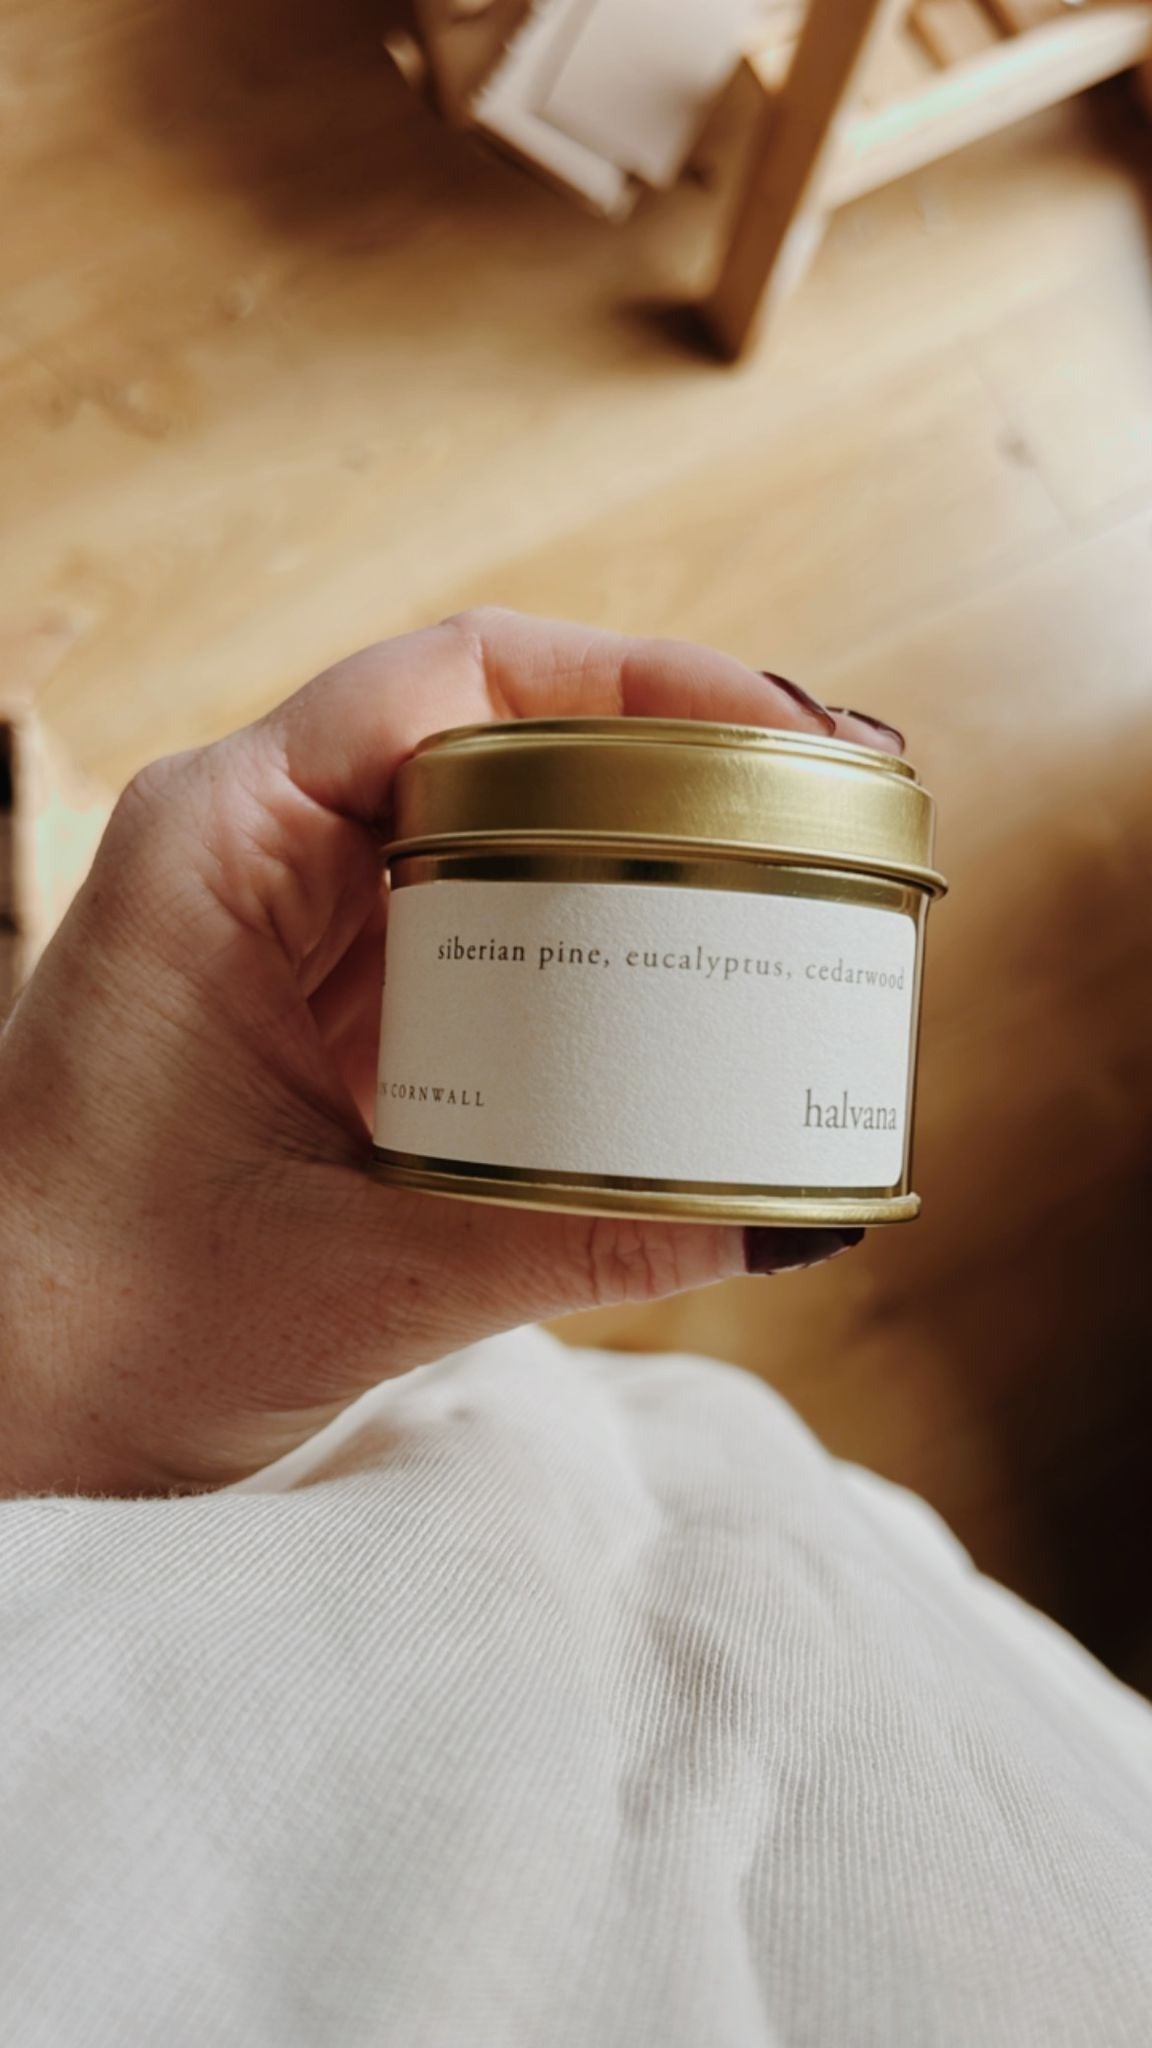 siberian pine, eucalyptus, cedarwood
N CORNWALL
halvana